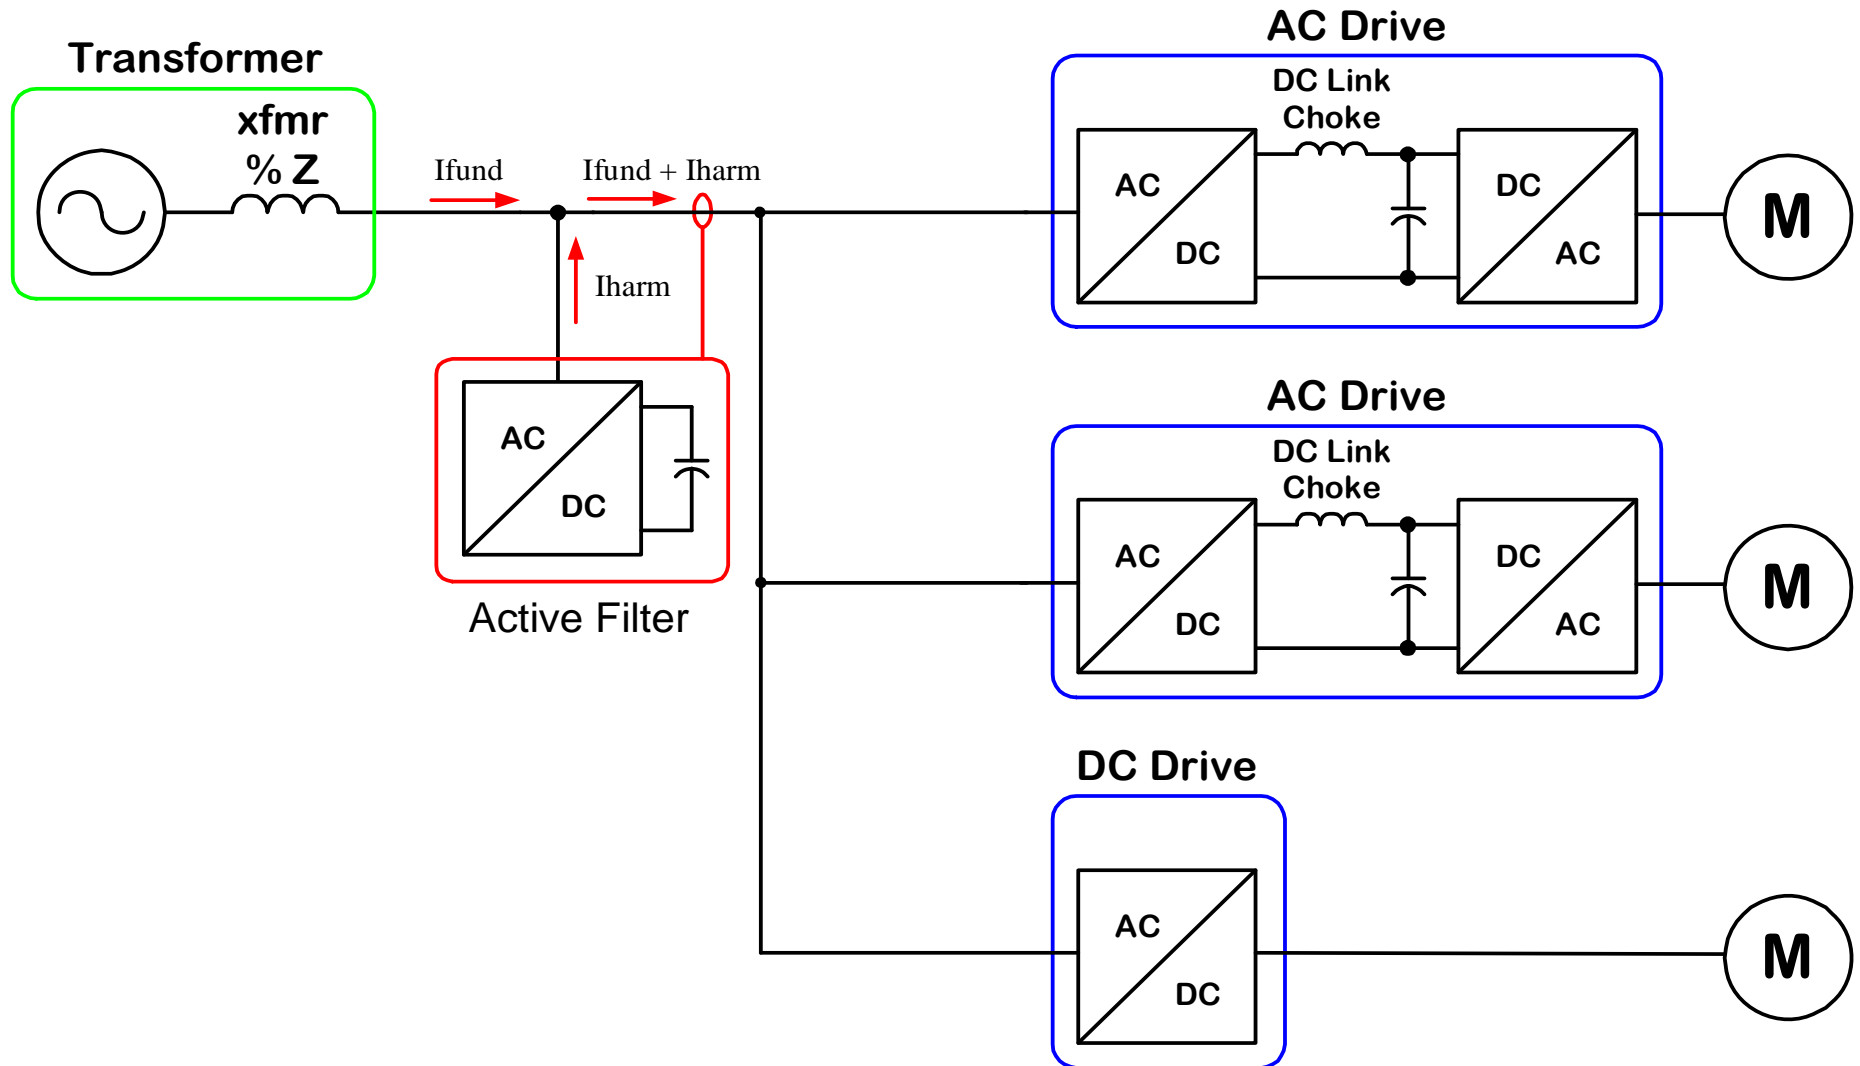 Transformer
xfmr
% Z
Ifund
Ifund + Iharm
Iharm
AC
DC
Active Filter
AC Drive
DC Link
Choke
AC
DC
DC
AC
M
AC Drive
DC Link
Choke
AC
DC
DC
AC
M
DC Drive
AC
DC
M